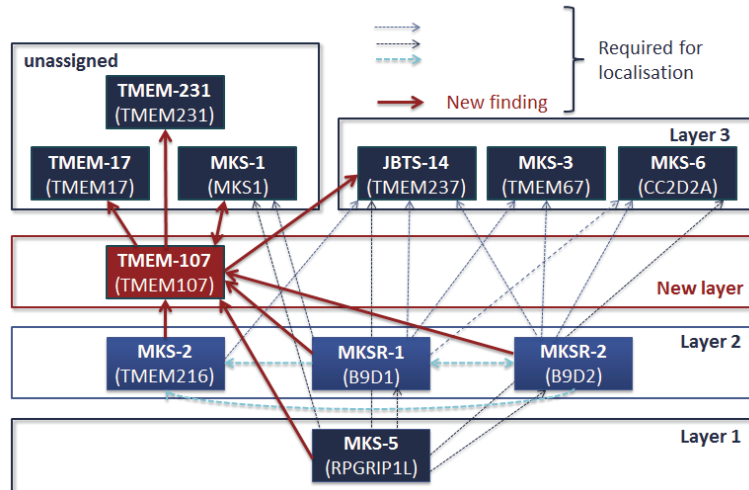 unassigned
TMEM-231
(TMEM231)
TMEM-17
(TMEM17)
MKS-1
(MKS1)
Required for
localisation
New finding
Layer 3
JBTS-14
(TMEM237)
MKS-3
(TMEM67)
MKS-6
(CC2D2A)
TMEM-107
(TMEM107)
New layer
Layer 2
MKS-2
(TMEM216)
MKSR-1
(B9D1)
MKSR-2
(B9D2)
Layer 1
MKS-5
(RPGRIP1L)